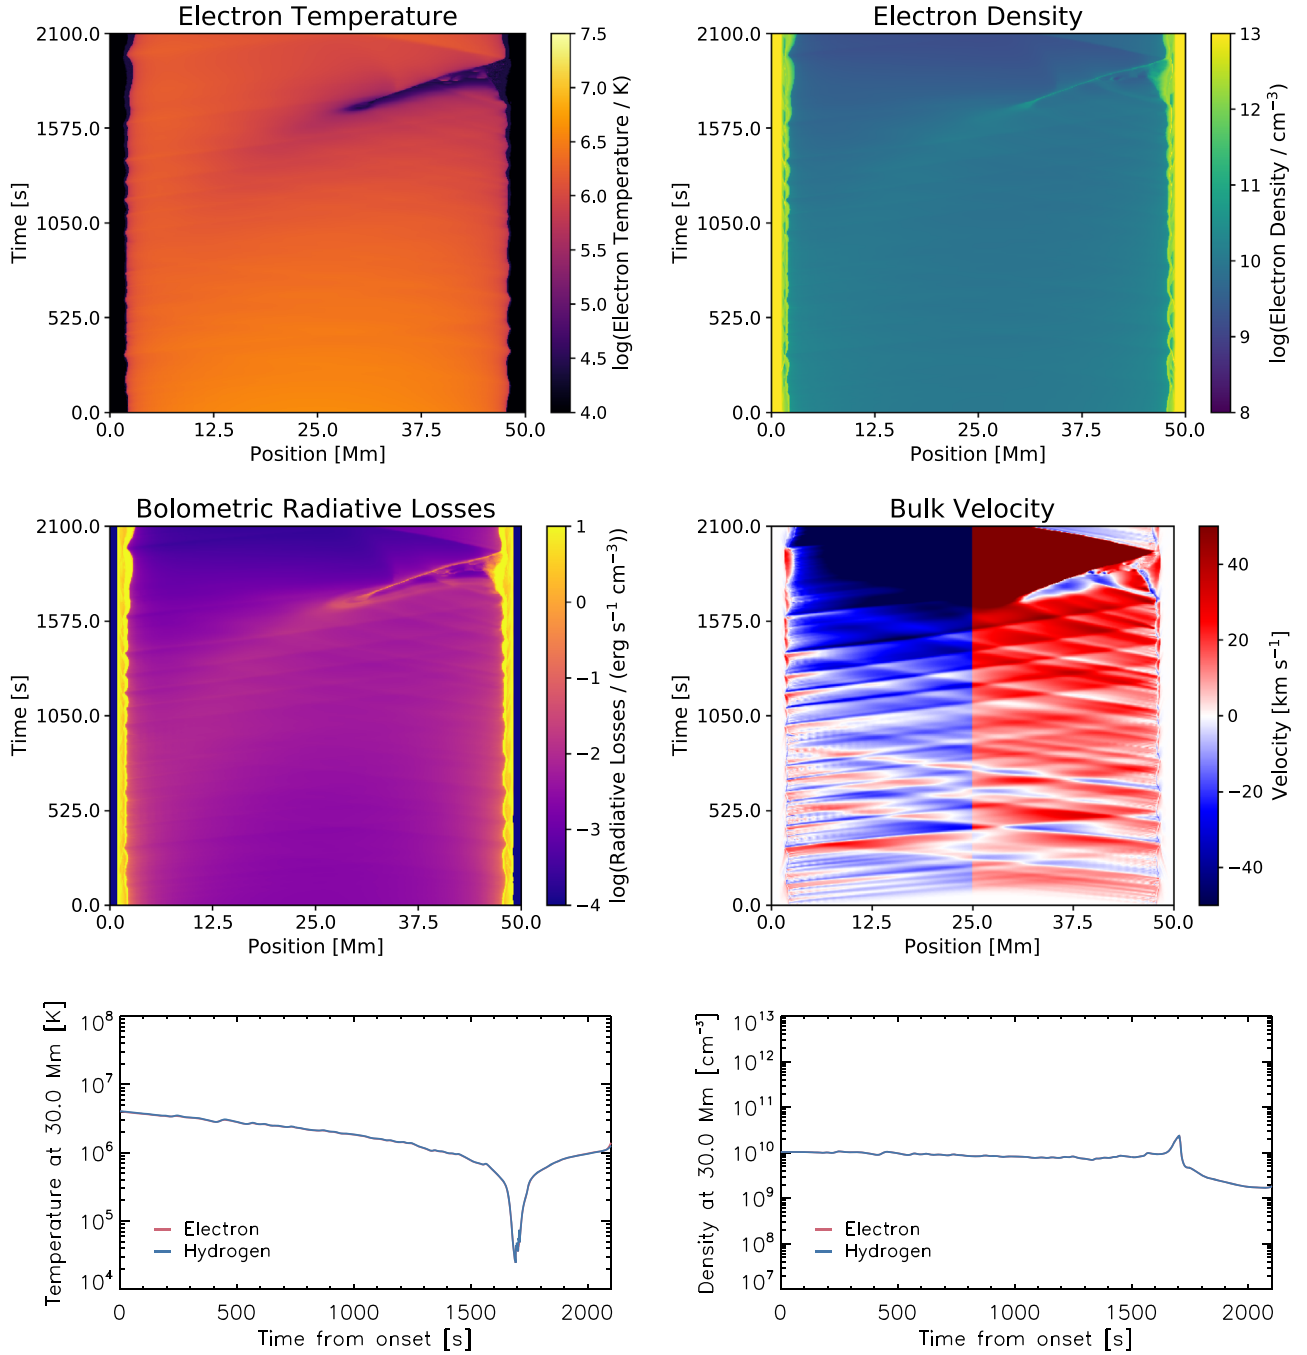 Electron Temperature
2100.0
1575.0
1050.0
525.0
0.0
Time [s]
0.0 12.5 25.0 37.5 50.0
Position [Mm]
7.5
7.0
6.5
6.0
5.5
5.0
4.5
4.0
log(Electron Temperature / K)
Electron Density
2100.0
1575.0
1050.0
525.0
0.0
Time [s]
0.0 12.5 25.0 37.5 50.0
Position [Mm]
13
12
11
10
9
8
log(Electron Density / cm⁻³)
Bolometric Radiative Losses
2100.0
1575.0
1050.0
525.0
0.0
Time [s]
0.0 12.5 25.0 37.5 50.0
Position [Mm]
1
0
−1
−2
−3
−4
log(Radiative Losses / (erg s⁻¹ cm⁻³))
Bulk Velocity
2100.0
1575.0
1050.0
525.0
0.0
Time [s]
0.0 12.5 25.0 37.5 50.0
Position [Mm]
40
20
0
−20
−40
Velocity [km s⁻¹]
Temperature at 30.0 Mm [K]
10⁸
10⁷
10⁶
10⁵
10⁴
Electron
Hydrogen
0 500 1000 1500 2000
Time from onset [s]
Density at 30.0 Mm [cm⁻³]
10¹³
10¹²
10¹¹
10¹⁰
10⁹
10⁸
10⁷
Electron
Hydrogen
0 500 1000 1500 2000
Time from onset [s]